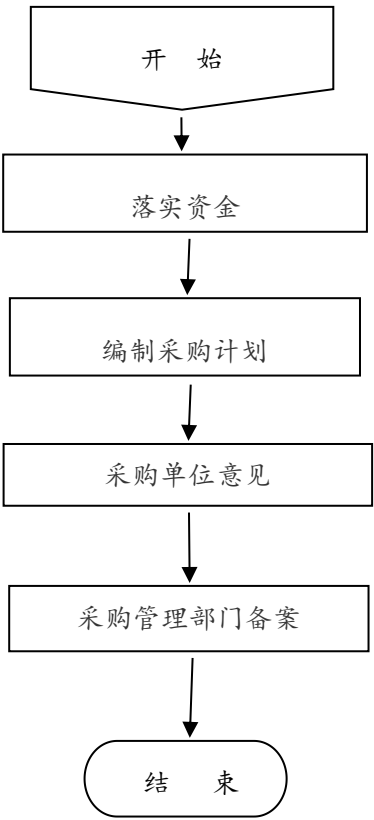 开 始
落实资金
编制采购计划
采购单位意见
采购管理部门备案
结 束